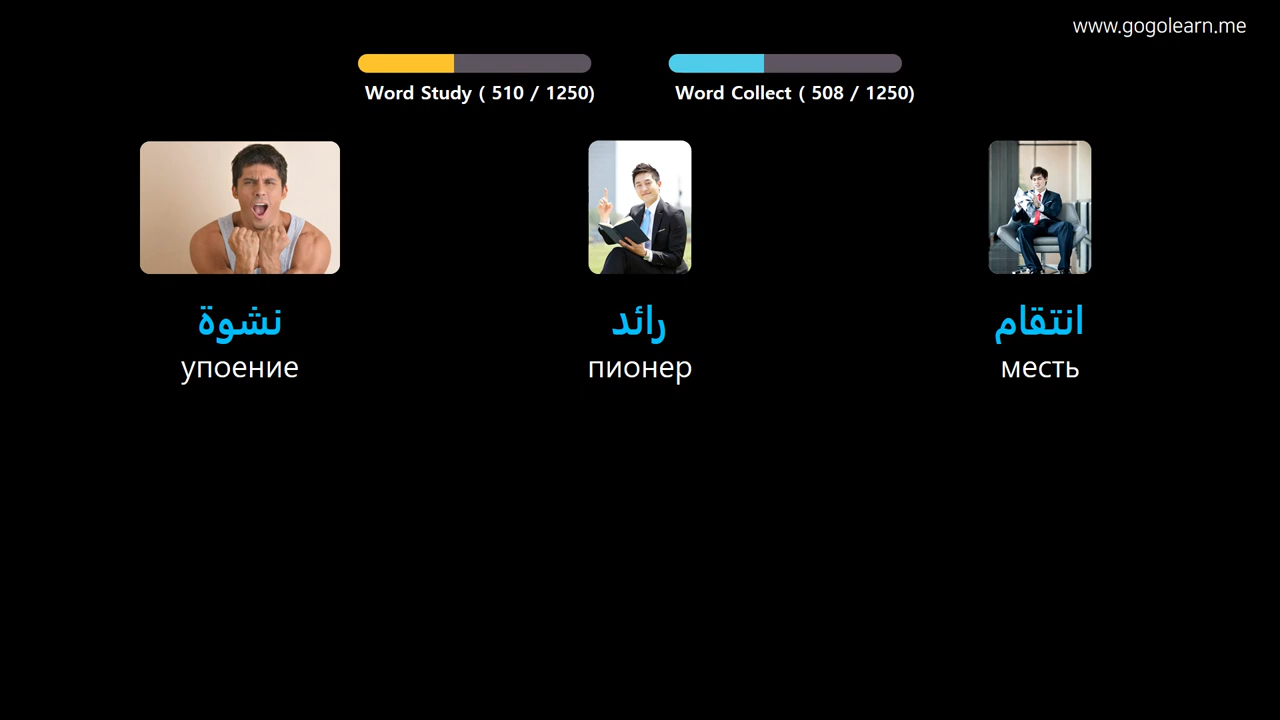 www.gogolearn.me
Word Study ( 510 / 1250)
Word Collect ( 508 / 1250)
نشوة
упоение
رائد
пионер
انتقام
месть